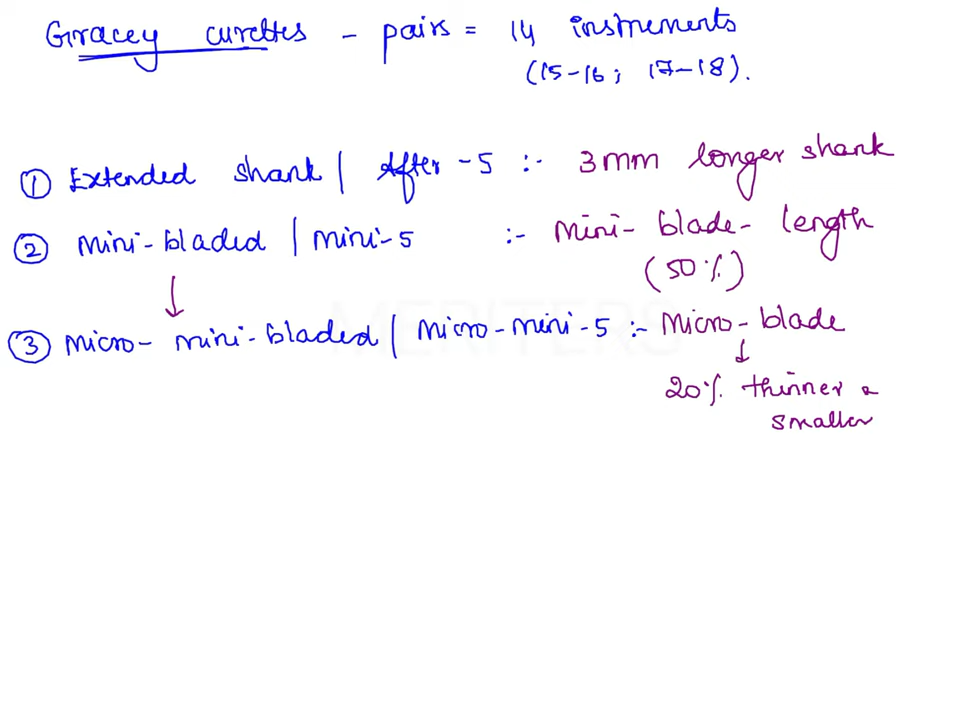 Gracey curettes - pairs = 14 instruments
(15-16; 17-18).
① Extended shank | After -5 :- 3mm longer shank
② mini-bladed | mini-5 :- mini-blade-length
(50%)
↓
③ micro- mini-bladed | micro-mini-5 :- micro-blade
↓
20% thinner &
smaller
MERITERS